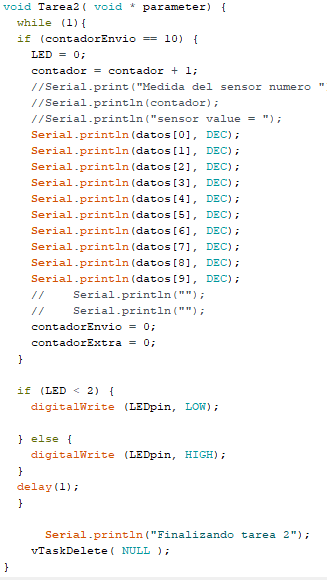 void Tarea2( void * parameter) {
while (1){
if (contadorEnvio == 10) {
LED = 0;
contador = contador + 1;
//Serial.print("Medida del sensor numero "
//Serial.println(contador);
//Serial.println("sensor value = ");
Serial.println(datos[0], DEC);
Serial.println(datos[1], DEC);
Serial.println(datos[2], DEC);
Serial.println(datos[3], DEC);
Serial.println(datos[4], DEC);
Serial.println(datos[5], DEC);
Serial.println(datos[6], DEC);
Serial.println(datos[7], DEC);
Serial.println(datos[8], DEC);
Serial.println(datos[9], DEC);
//    Serial.println("");
//    Serial.println("");
contadorEnvio = 0;
contadorExtra = 0;
}
if (LED < 2) {
digitalWrite (LEDpin, LOW);
} else {
digitalWrite (LEDpin, HIGH);
}
delay(1);
}
Serial.println("Finalizando tarea 2");
vTaskDelete( NULL );
}